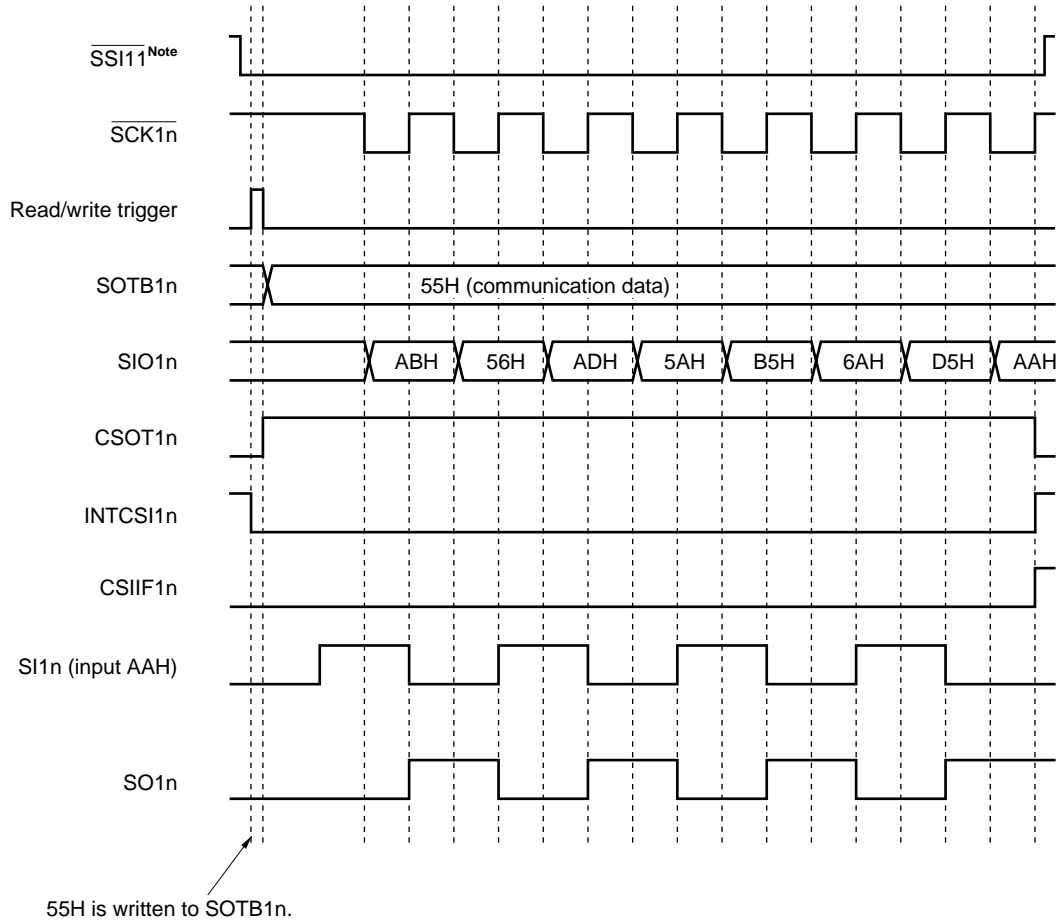 SSI11Note
SCK1n
Read/write trigger
SOTB1n
55H (communication data)
SIO1n
ABH 56H ADH 5AH B5H 6AH D5H AAH
CSOT1n
INTCSI1n
CSIIF1n
SI1n (input AAH)
SO1n
55H is written to SOTB1n.